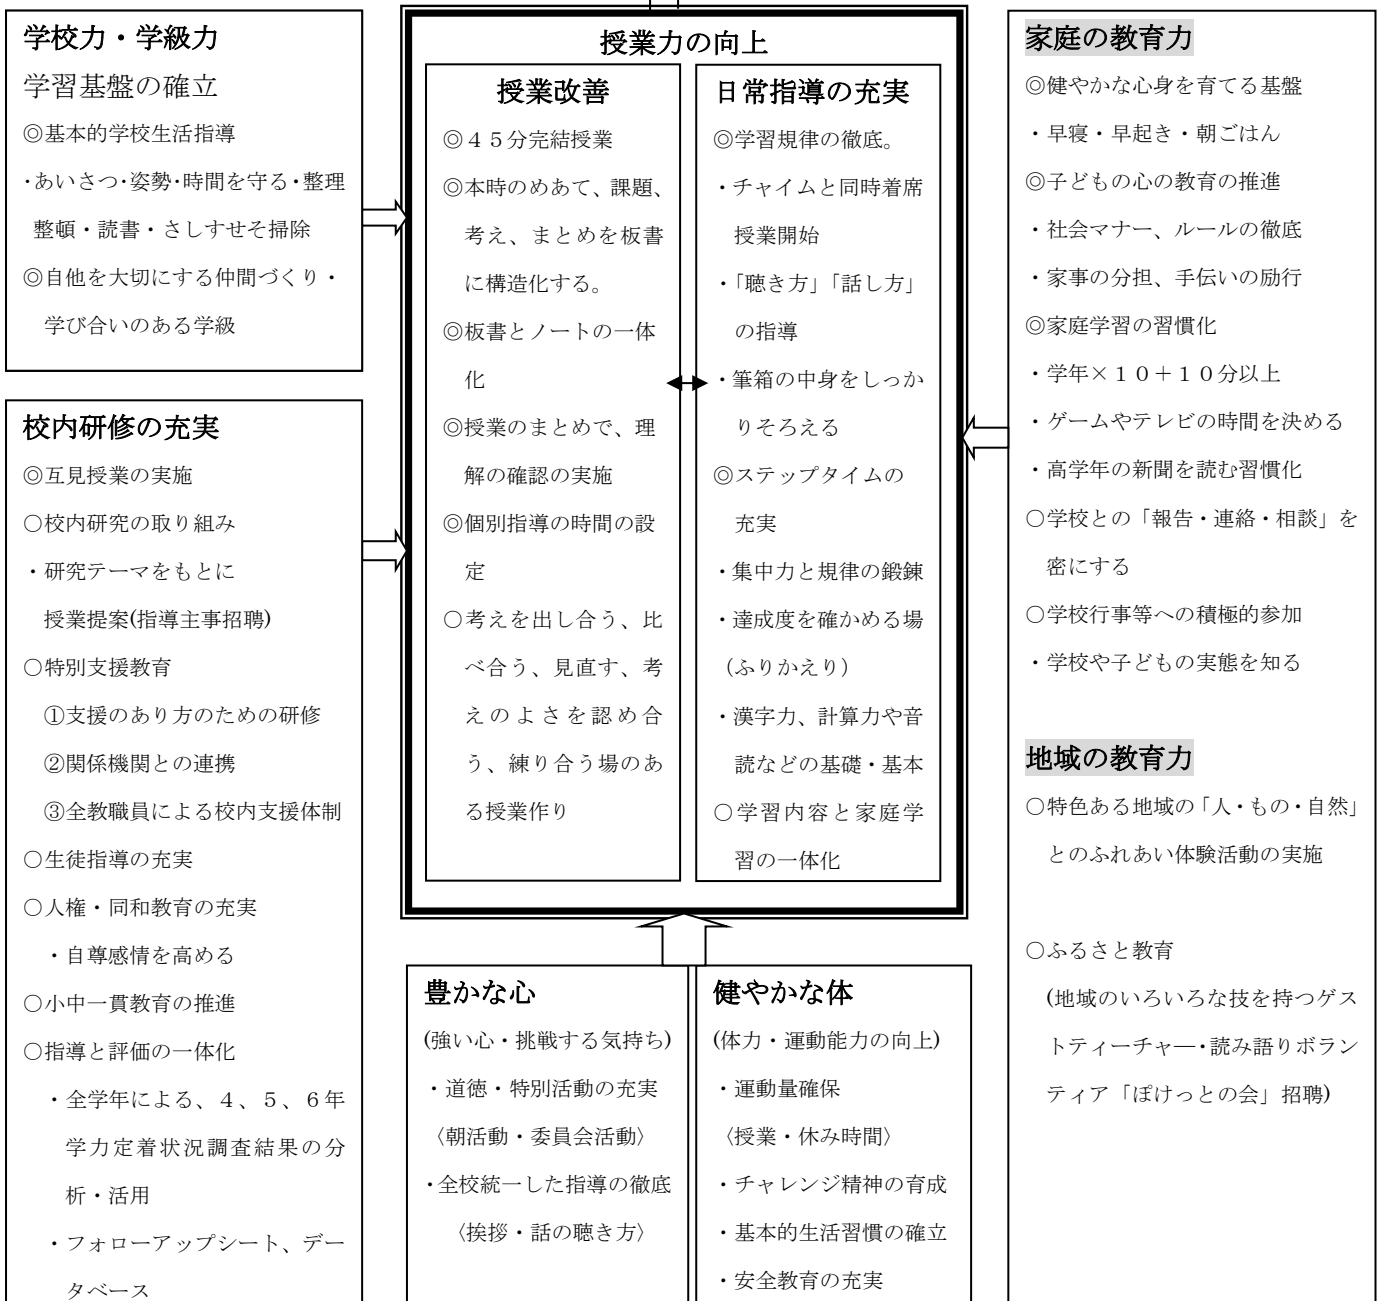 学校力・学級力
学習基盤の確立
◎基本的学校生活指導
・あいさつ・姿勢・時間を守る・整理
整頓・読書・さしすせそ掃除
◎自他を大切にする仲間づくり・
学び合いのある学級
校内研修の充実
◎互見授業の実施
○校内研究の取り組み
・研究テーマをもとに
授業提案(指導主事招聘)
○特別支援教育
①支援のあり方のための研修
②関係機関との連携
③全教職員による校内支援体制
○生徒指導の充実
○人権・同和教育の充実
・自尊感情を高める
○小中一貫教育の推進
○指導と評価の一体化
・全学年による、４、５、６年
学力定着状況調査結果の分
析・活用
・フォローアップシート、デー
タベース
授業力の向上
授業改善
◎４５分完結授業
◎本時のめあて、課題、
考え、まとめを板書
に構造化する。
◎板書とノートの一体
化
◎授業のまとめで、理
解の確認の実施
◎個別指導の時間の設
定
○考えを出し合う、比
べ合う、見直す、考
えのよさを認め合
う、練り合う場のあ
る授業作り
日常指導の充実
◎学習規律の徹底。
・チャイムと同時着席
授業開始
・「聴き方」「話し方」
の指導
・筆箱の中身をしっか
りそろえる
◎ステップタイムの
充実
・集中力と規律の鍛錬
・達成度を確かめる場
（ふりかえり）
・漢字力、計算力や音
読などの基礎・基本
○学習内容と家庭学
習の一体化
豊かな心
(強い心・挑戦する気持ち)
・道徳・特別活動の充実
〈朝活動・委員会活動〉
・全校統一した指導の徹底
〈挨拶・話の聴き方〉
健やかな体
(体力・運動能力の向上)
・運動量確保
〈授業・休み時間〉
・チャレンジ精神の育成
・基本的生活習慣の確立
・安全教育の充実
家庭の教育力
◎健やかな心身を育てる基盤
・早寝・早起き・朝ごはん
◎子どもの心の教育の推進
・社会マナー、ルールの徹底
・家事の分担、手伝いの励行
◎家庭学習の習慣化
・学年×１０＋１０分以上
・ゲームやテレビの時間を決める
・高学年の新聞を読む習慣化
○学校との「報告・連絡・相談」を
密にする
○学校行事等への積極的参加
・学校や子どもの実態を知る
地域の教育力
○特色ある地域の「人・もの・自然」
とのふれあい体験活動の実施
○ふるさと教育
(地域のいろいろな技を持つゲス
トティーチャ―・読み語りボラン
ティア「ぽけっとの会」招聘)